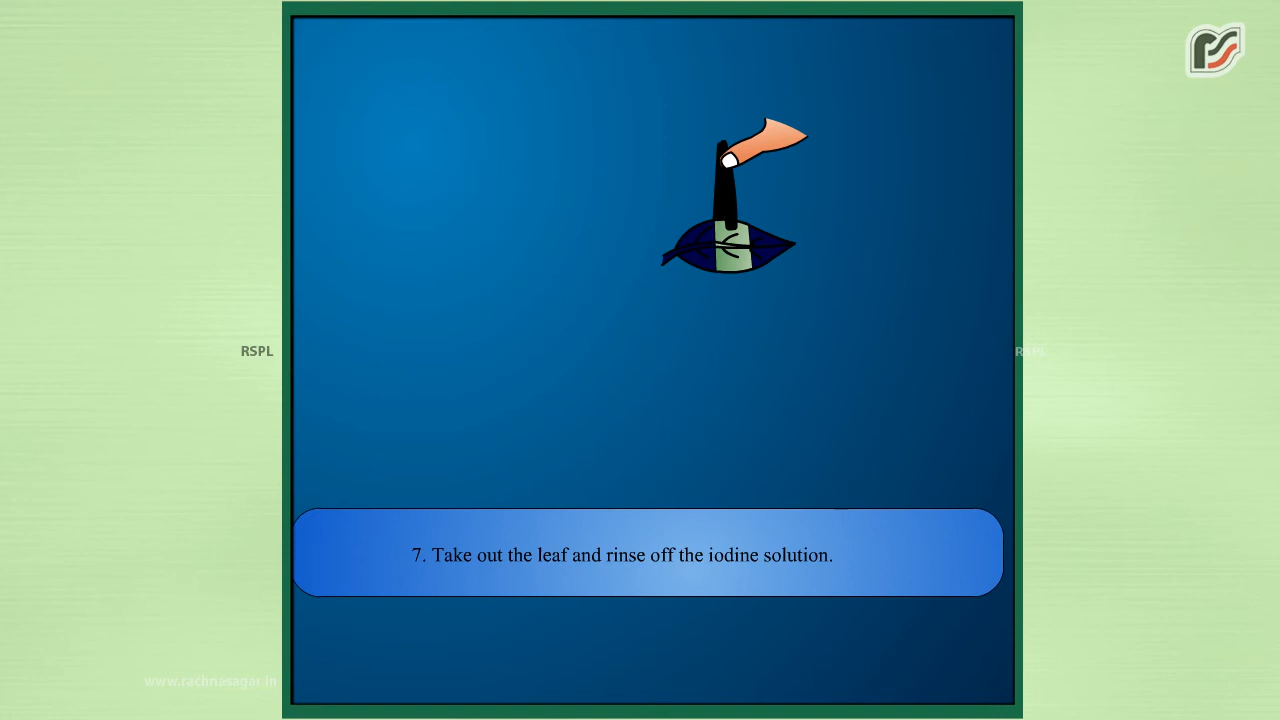 RSPL
RSPL
7. Take out the leaf and rinse off the iodine solution.
www.rachnasagar.in